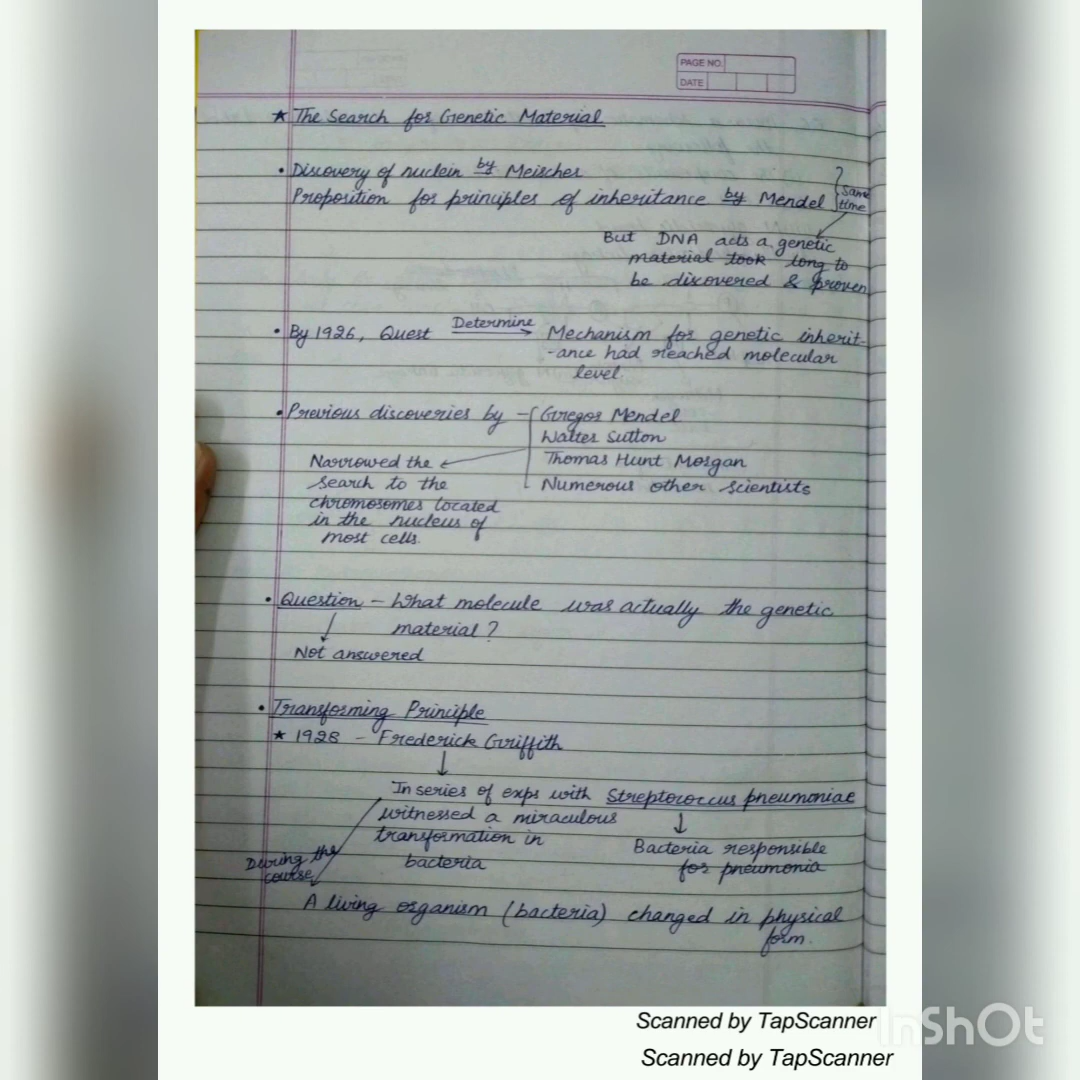 PAGE NO:
DATE
★ The Search for Genetic Material
• Discovery of nuclein by Meischer
Proposition for principles of inheritance by Mendel
Same
time
But DNA acts a genetic
material took long to
be discovered & proven
• By 1926, Quest Determine → Mechanism for genetic inherit-
-ance had reached molecular
level.
• Previous discoveries by - Gregor Mendel
Walter Sutton
Thomas Hunt Morgan
Numerous other scientists
Narrowed the
search to the
chromosomes located
in the nucleus of
most cells.
• Question - What molecule was actually the genetic
material?
Not answered
• Transforming Principle
★ 1928 - Frederick Griffith
In series of exps with Streptococcus pneumoniae
witnessed a miraculous
transformation in
bacteria
Bacteria responsible
for pneumonia
During the
course
A living organism (bacteria) changed in physical
form.
Scanned by TapScanner
Scanned by TapScanner
InShOt